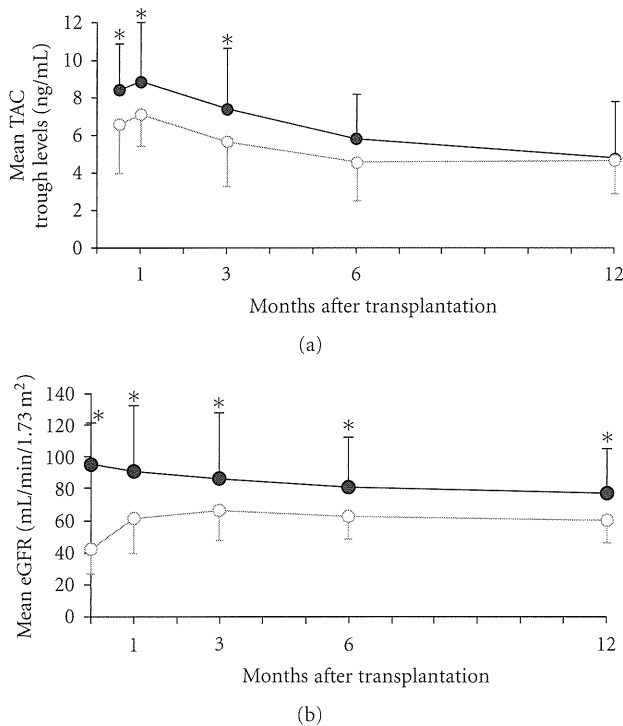 12
10
8
6
4
2
0
Mean TAC
trough levels (ng/mL)
* * *
1 3 6 12
Months after transplantation
(a)
140
120
100
80
60
40
20
0
Mean eGFR (mL/min/1.73 m²)
* * * * *
1 3 6 12
Months after transplantation
(b)